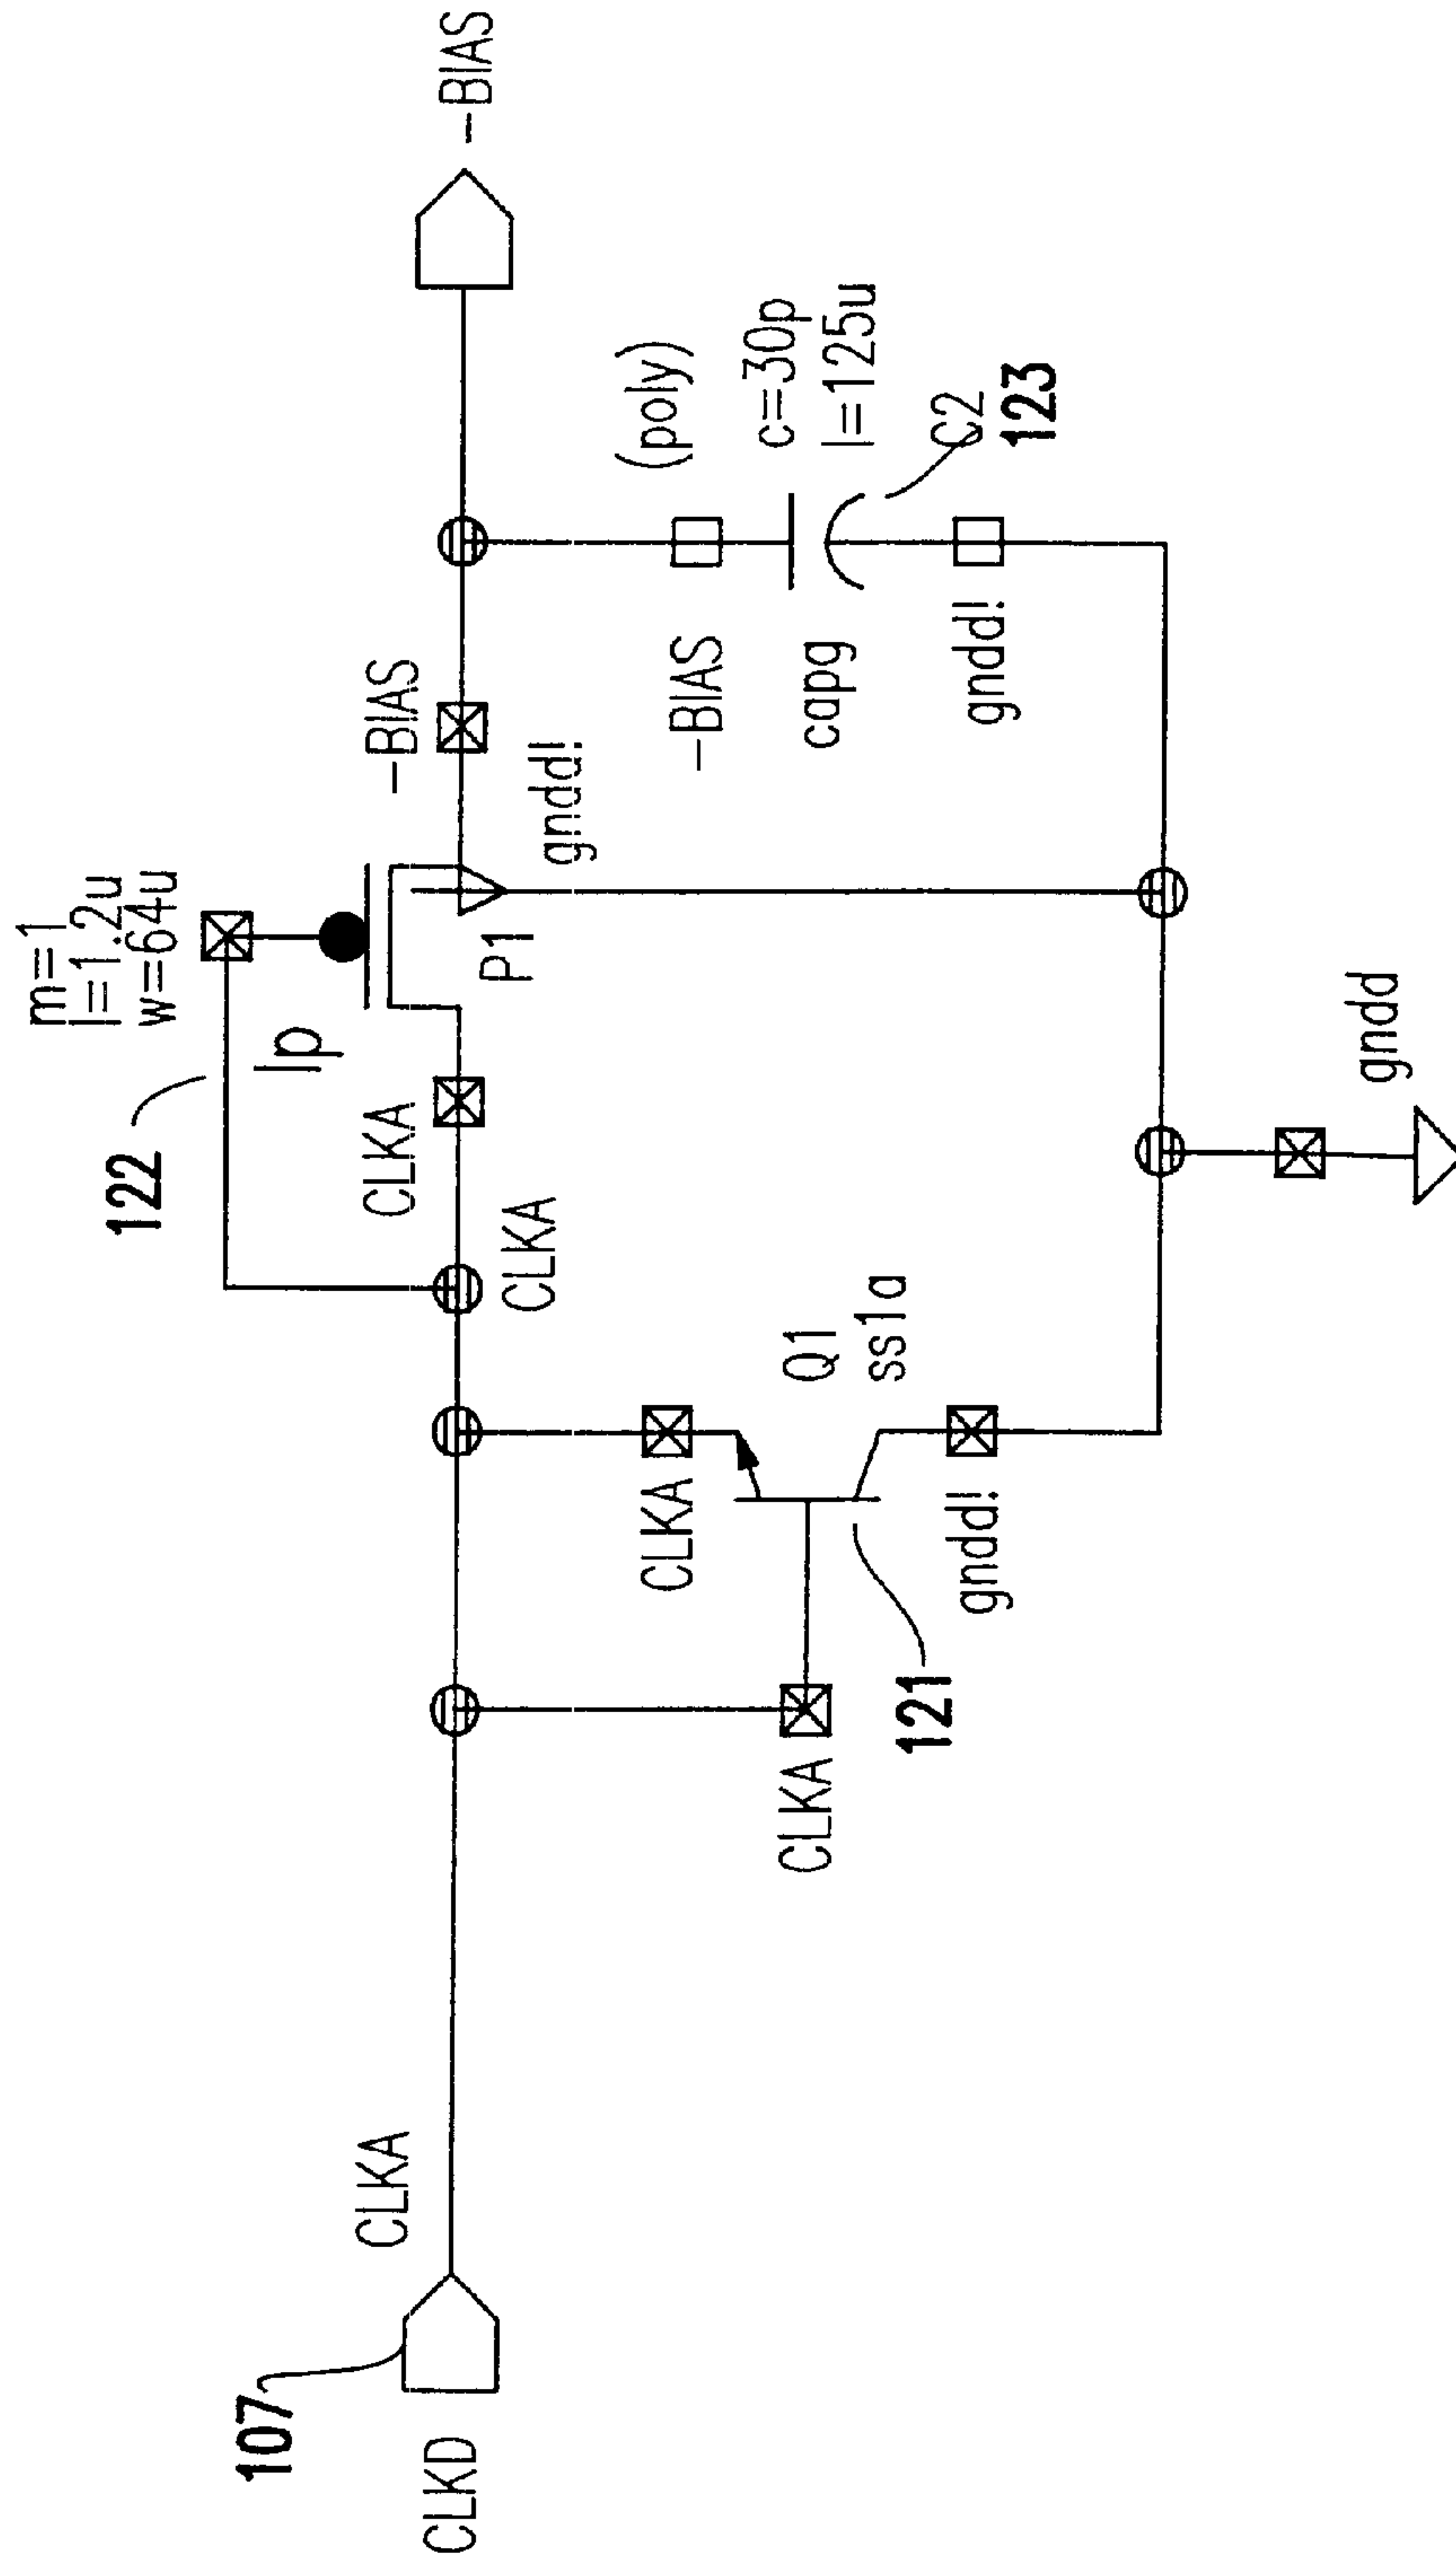 107
CLKD
CLKA
122
m=1
l=1.2u
w=64u
lp
CLKA
CLKA
P1
-BIAS
gndd!
-BIAS
(poly)
-BIAS
c=30p
l=125u
capg
C2
123
gndd!
CLKA
CLKA
Q1
ss1a
121
gndd!
gndd